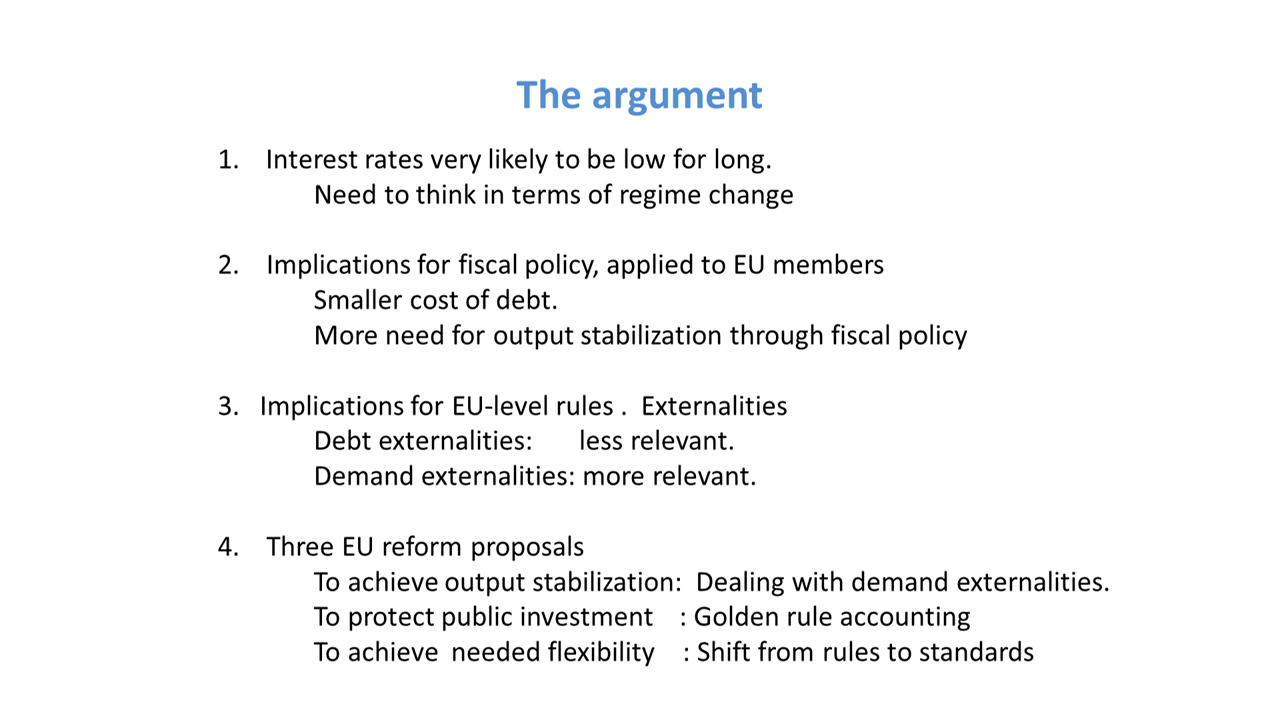 The argument
1. Interest rates very likely to be low for long.
Need to think in terms of regime change
2. Implications for fiscal policy, applied to EU members
Smaller cost of debt.
More need for output stabilization through fiscal policy
3. Implications for EU-level rules . Externalities
Debt externalities: less relevant.
Demand externalities: more relevant.
4. Three EU reform proposals
To achieve output stabilization: Dealing with demand externalities.
To protect public investment : Golden rule accounting
To achieve needed flexibility : Shift from rules to standards